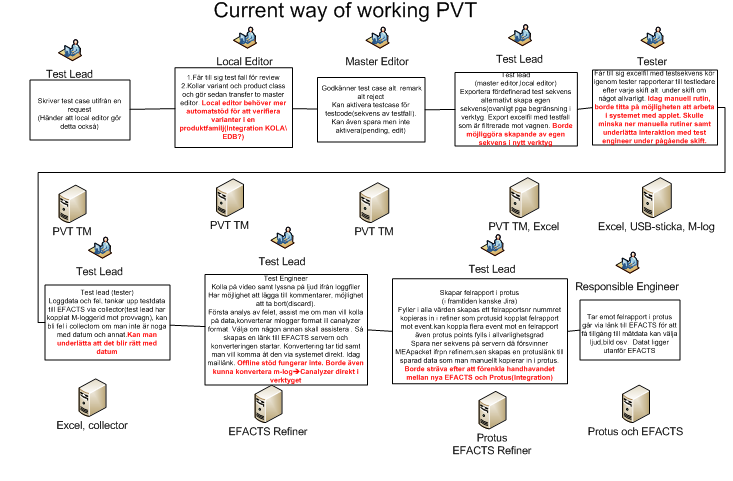 Current way of working PVT
Test Lead
Skriver test case utifrån en
request
(Händer att local editor gör
detta också)
Local Editor
1.Får till sig test fall för review
2.Kollar variant och product class
och gör sedan transfer to master
editor Local editor behöver mer
automatstöd för att verifiera
varianter i en
produktfamilj(Integration KOLA\
EDB?)
Master Editor
Godkänner test case alt remark
alt reject
Kan aktivera testcase för
testcode(sekvens av testfall).
Kan även spara men inte
aktivera(pending, edit)
Test Lead
Test lead
(master editor,local editor)
Exportera fördefinerad test sekvens
alternativt skapa egen
sekvens(ovanligt pga begränsning i
verktyg. Export excelfil med testfall
som är filtrerade mot vagnen. Borde
möjliggöra skapande av egen
sekvens i nytt verktyg
Tester
Får till sig excelfil med testsekvens kör
igenom tester rapporterar till testledare
efter varje skift alt under skift om
något allvarligt. Idag manuell rutin,
borde titta på möjligheten att arbeta
i systemet med applet. Skulle
minska ner manuella rutiner samt
underlätta interaktion med test
engineer under pågående skift.
PVT TM
PVT TM
PVT TM
PVT TM, Excel
Excel, USB-sticka, M-log
Test Lead
Test lead (tester)
Loggdata och fel, tankar upp testdata
till EFACTS via collector(test lead har
kopplat M-loggerid mot provvagn), kan
bli fel i collectorn om man inte är noga
med datum och annat.Kan man
underlätta att det blir rätt med
datum
Test Lead
Test Engineer
Kolla på video samt lyssna på ljud ifrån loggfiler
Har möjlighet att lägga till kommentarer, möjlighet
att ta bort(discard).
Första analys av felet, assist me om man vill kolla
på data,konverterar mlogger format ill canalyzer
format. Välja om någon annan skall assistera . Så
skapas en länk till EFACTS servern och
konverteringen startar. Konvertering tar tid samt
man vill komma åt den via systemet direkt. Idag
maillänk. Offline stöd fungerar inte. Borde även
kunna konvertera m-log→Canalyzer direkt i
verktyget
Test Lead
Skapar felrapport i protus
(i framtiden kanske Jira)
Fyller i alla värden skapas ett felrapportsnr nummret
kopieras in i refiner som protusid kopplat felrapport
mot event.kan koppla flera event mot en felrapport
även protus points fylls i allvarlighetsgrad
Spar ner sekvens på servern då försvinner
MEApacket ifrpn refinern,sen skapas en protuslänk till
sparad data som man manuellt kopierar in i protus.
Borde sträva efter att förenkla handhavandet
mellan nya EFACTS och Protus(Integration)
Responsible Engineer
Tar emot felrapport i protus
går via länk till EFACTS för att
få tillgång till mätdata kan välja
ljud,bild osv Datat ligger
utanför EFACTS
Excel, collector
EFACTS Refiner
Protus
EFACTS Refiner
Protus och EFACTS